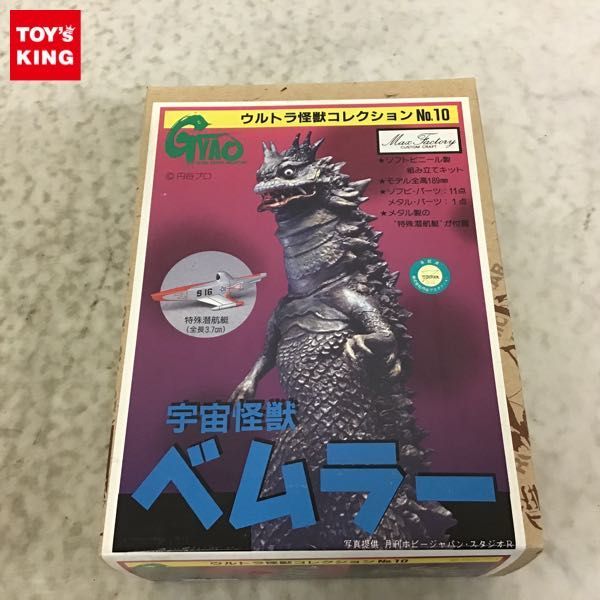 TOY'S
KING
ウルトラ怪獣コレクション No.10
GYAO
Max Factory
CUSTOM CRAFT
©円谷プロ
★ソフトビニール製
組み立てキット
★モデル全高189mm
★ソフビ・パーツ:11点
メタル・パーツ:1点
★メタル製の
"特殊潜航艇"が付属
S16
特殊潜航艇
(全長3.7cm)
宇宙怪獣
ベムラー
写真提供 月刊ホビージャパン・スタジオR
ウルトラ怪獣コレクション No.10